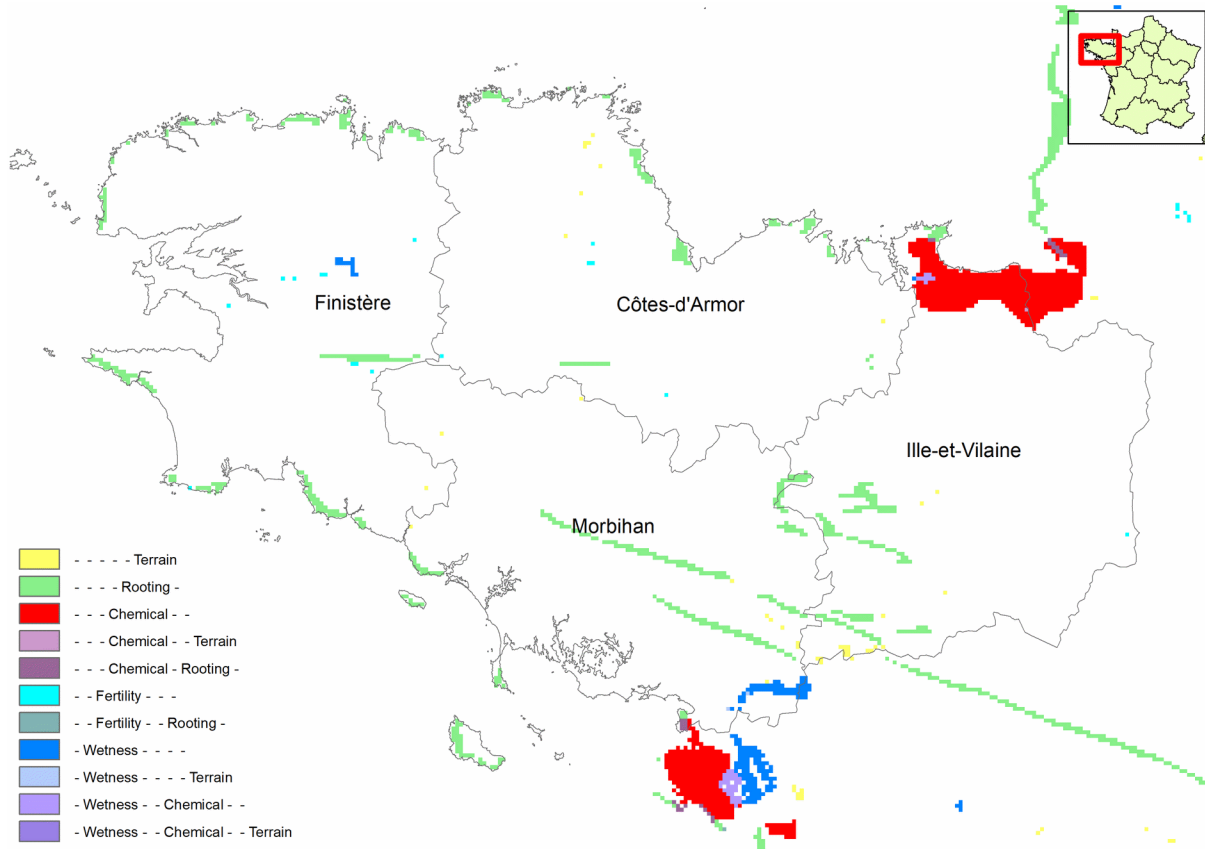 Finistère
Côtes-d'Armor
Ille-et-Vilaine
Morbihan
- - - - - Terrain
- - - - Rooting -
- - - Chemical - -
- - - Chemical - - Terrain
- - - Chemical - Rooting -
- - Fertility - - -
- - Fertility - - Rooting -
- Wetness - - - -
- Wetness - - - - Terrain
- Wetness - - Chemical - -
- Wetness - - Chemical - - Terrain